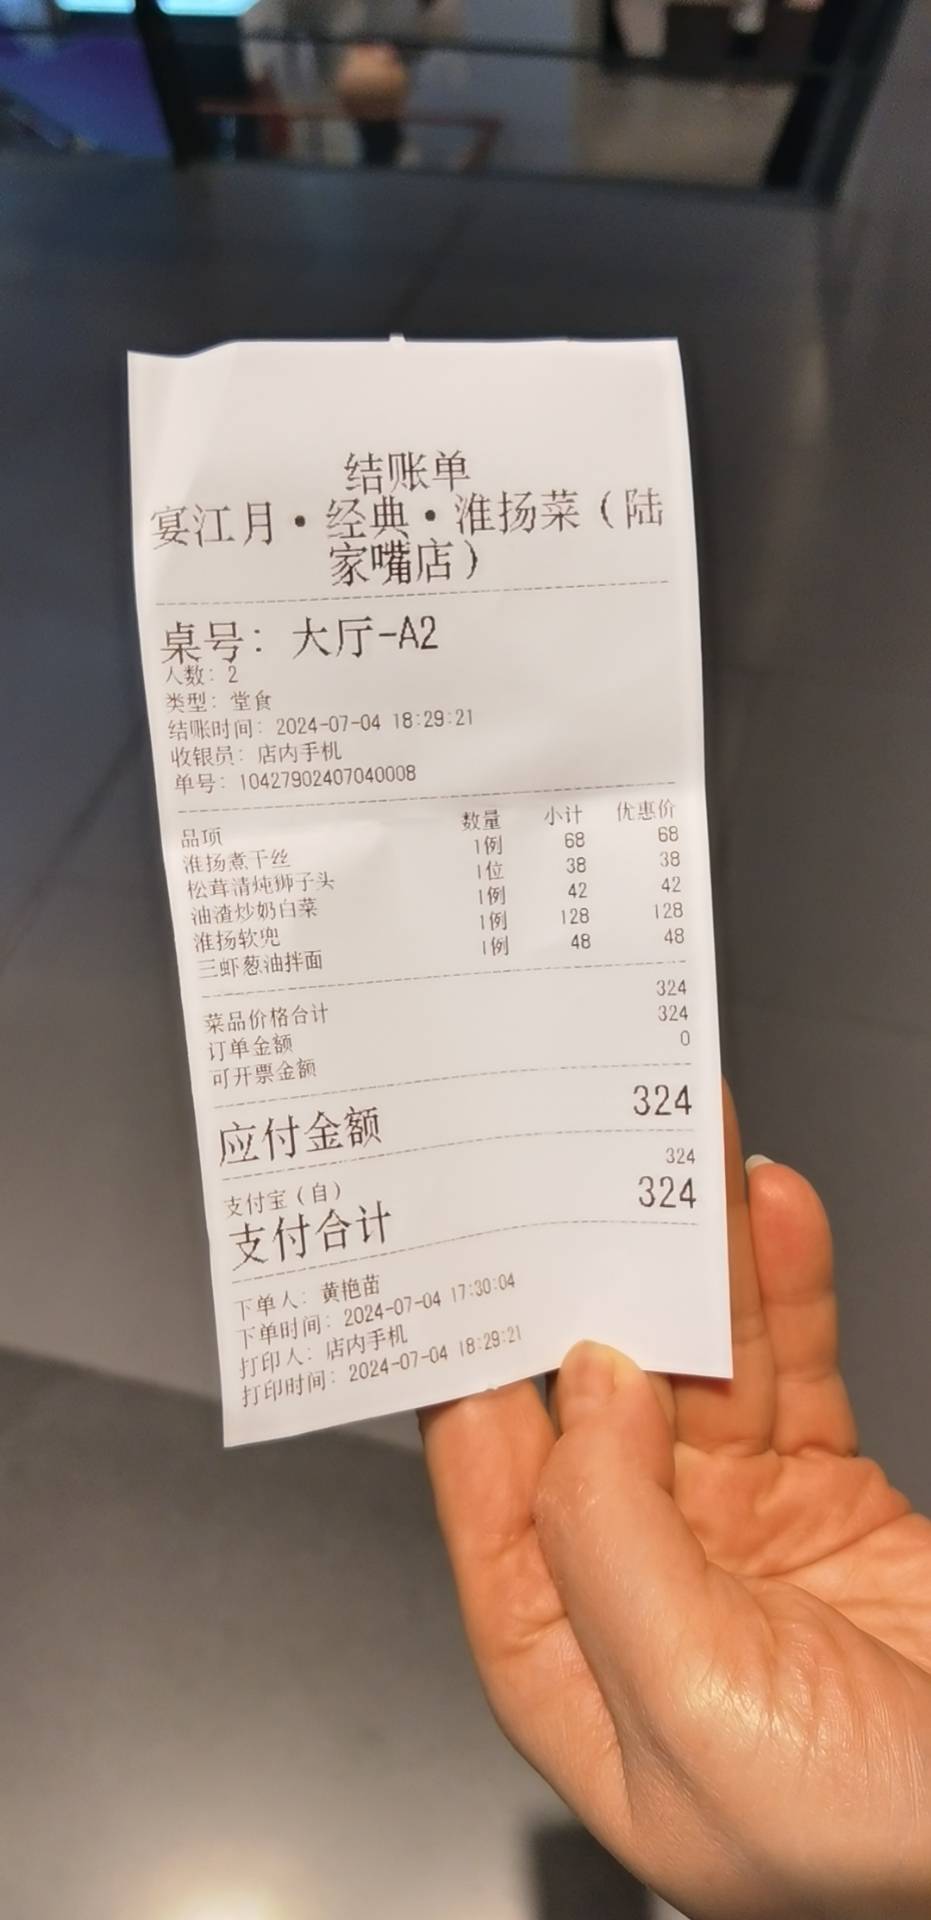 结账单
宴江月·经典·淮扬菜（陆
家嘴店）
桌号：大厅-A2
人数：2
类型：堂食
结账时间：2024-07-04 18:29:21
收银员：店内手机
单号：10427902407040008
品项 数量 小计 优惠价
淮扬煮干丝 1例 68 68
松茸清炖狮子头 1位 38 38
油渣炒奶白菜 1例 42 42
淮扬软兜 1例 128 128
三虾葱油拌面 1例 48 48
菜品价格合计 324
订单金额 324
可开票金额 0
应付金额 324
支付宝（自） 324
支付合计 324
下单人：黄艳苗
下单时间：2024-07-04 17:30:04
打印人：店内手机
打印时间：2024-07-04 18:29:21